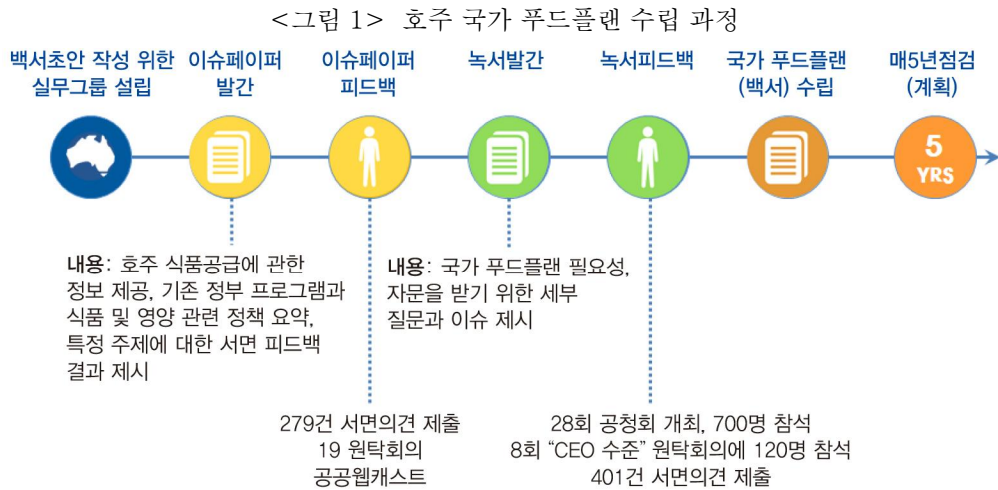 <그림 1> 호주 국가 푸드플랜 수립 과정
백서초안 작성 위한
실무그룹 설립
이슈페이퍼
발간
이슈페이퍼
피드백
녹서발간
녹서피드백
국가 푸드플랜
(백서) 수립
매5년점검
(계획)
5
YRS
내용: 호주 식품공급에 관한
정보 제공, 기존 정부 프로그램과
식품 및 영양 관련 정책 요약,
특정 주제에 대한 서면 피드백
결과 제시
내용: 국가 푸드플랜 필요성,
자문을 받기 위한 세부
질문과 이슈 제시
279건 서면의견 제출
19 원탁회의
공공웹캐스트
28회 공청회 개최, 700명 참석
8회 “CEO 수준” 원탁회의에 120명 참석
401건 서면의견 제출